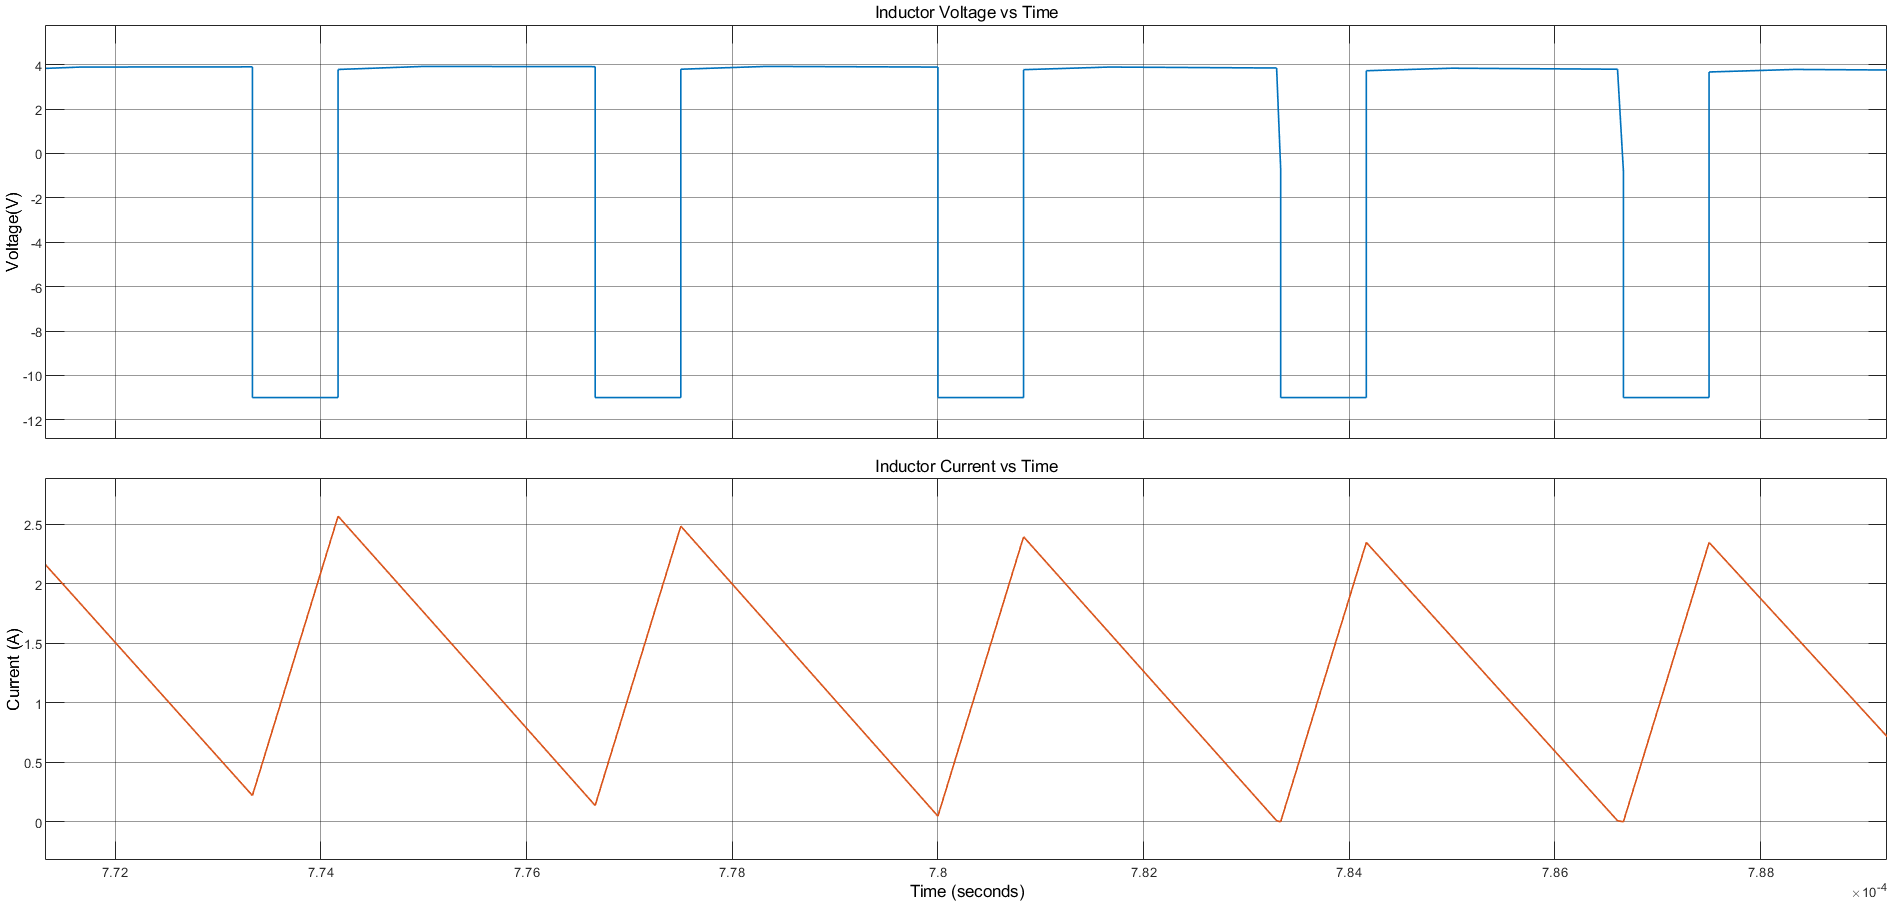 Inductor Voltage vs Time
Voltage(V)
4
2
0
-2
-4
-6
-8
-10
-12
Inductor Current vs Time
Current (A)
2.5
2
1.5
1
0.5
0
7.72 7.74 7.76 7.78 7.8 7.82 7.84 7.86 7.88
Time (seconds)
×10-4